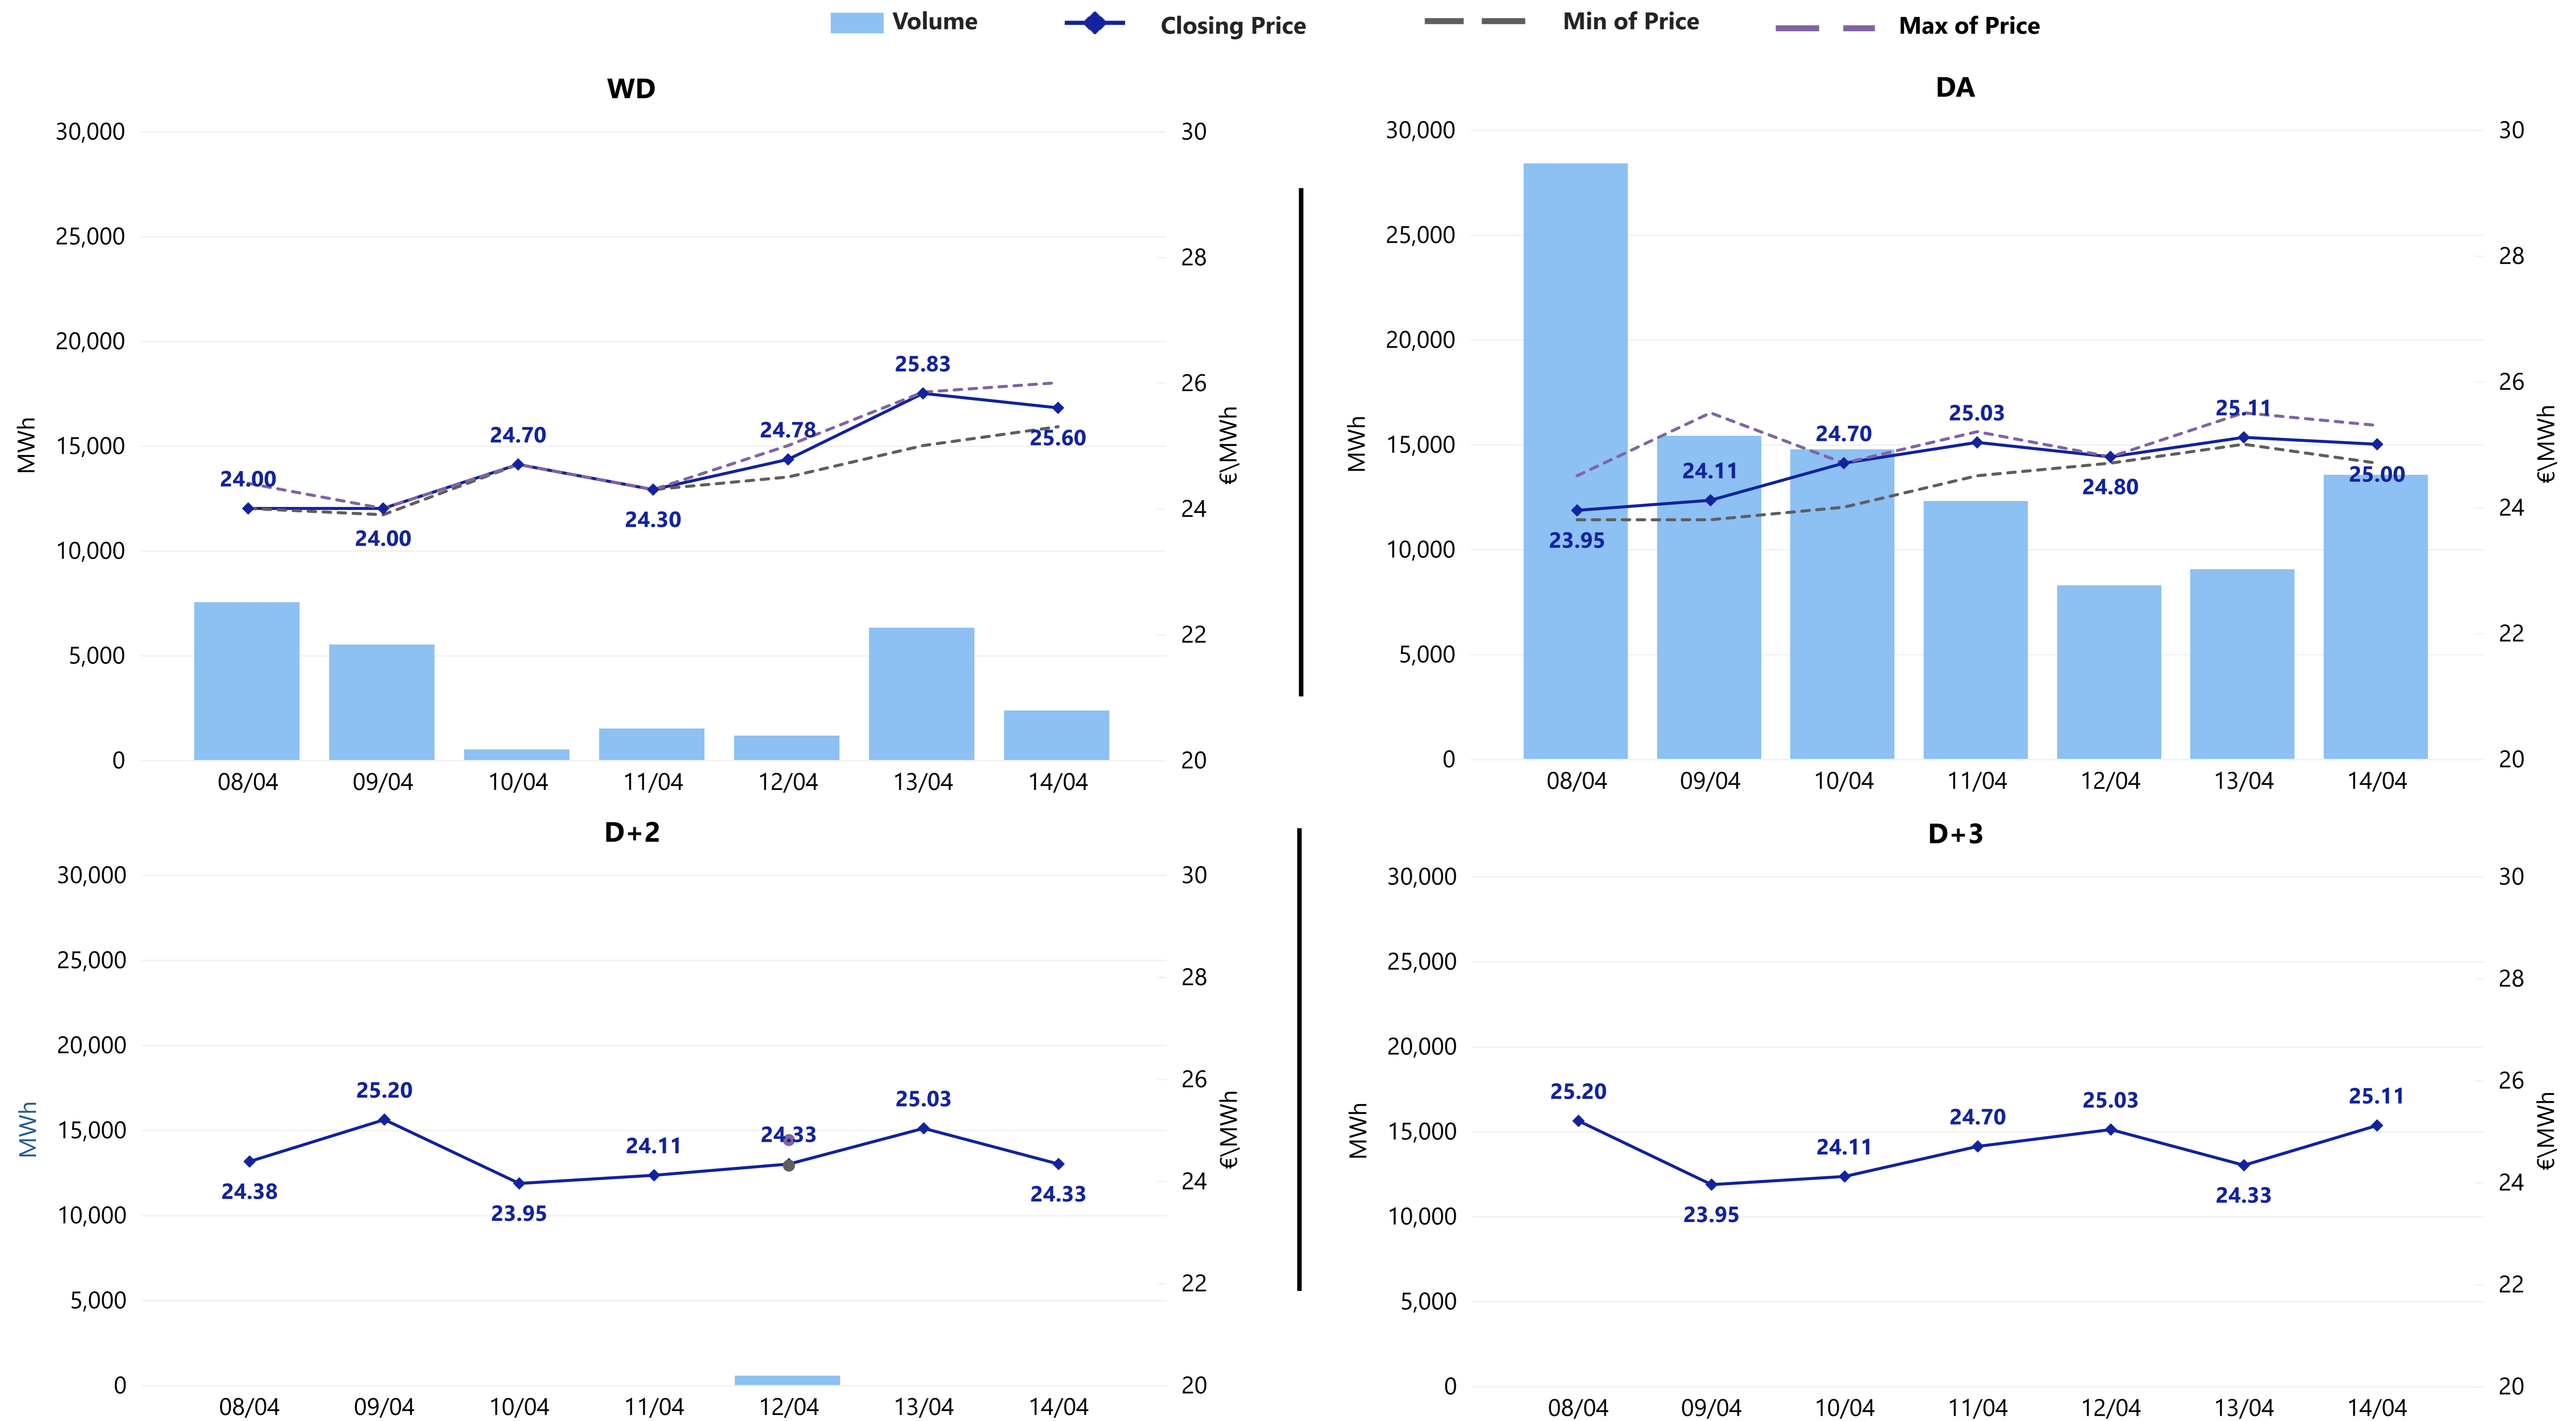 Volume Closing Price Min of Price Max of Price
WD
30,000 30
25,000 28
20,000 26
15,000 24
10,000 22
5,000 20
0
MWh
€\MWh
24.00 24.00 24.70 24.30 24.78 25.83 25.60
08/04 09/04 10/04 11/04 12/04 13/04 14/04
DA
30,000 30
25,000 28
20,000 26
15,000 24
10,000 22
5,000 20
0
MWh
€\MWh
23.95 24.11 24.70 25.03 24.80 25.11 25.00
08/04 09/04 10/04 11/04 12/04 13/04 14/04
D+2
30,000 30
25,000 28
20,000 26
15,000 24
10,000 22
5,000 20
0
MWh
€\MWh
24.38 25.20 23.95 24.11 24.33 25.03 24.33
08/04 09/04 10/04 11/04 12/04 13/04 14/04
D+3
30,000 30
25,000 28
20,000 26
15,000 24
10,000 22
5,000 20
0
MWh
€\MWh
25.20 23.95 24.11 24.70 25.03 24.33 25.11
08/04 09/04 10/04 11/04 12/04 13/04 14/04